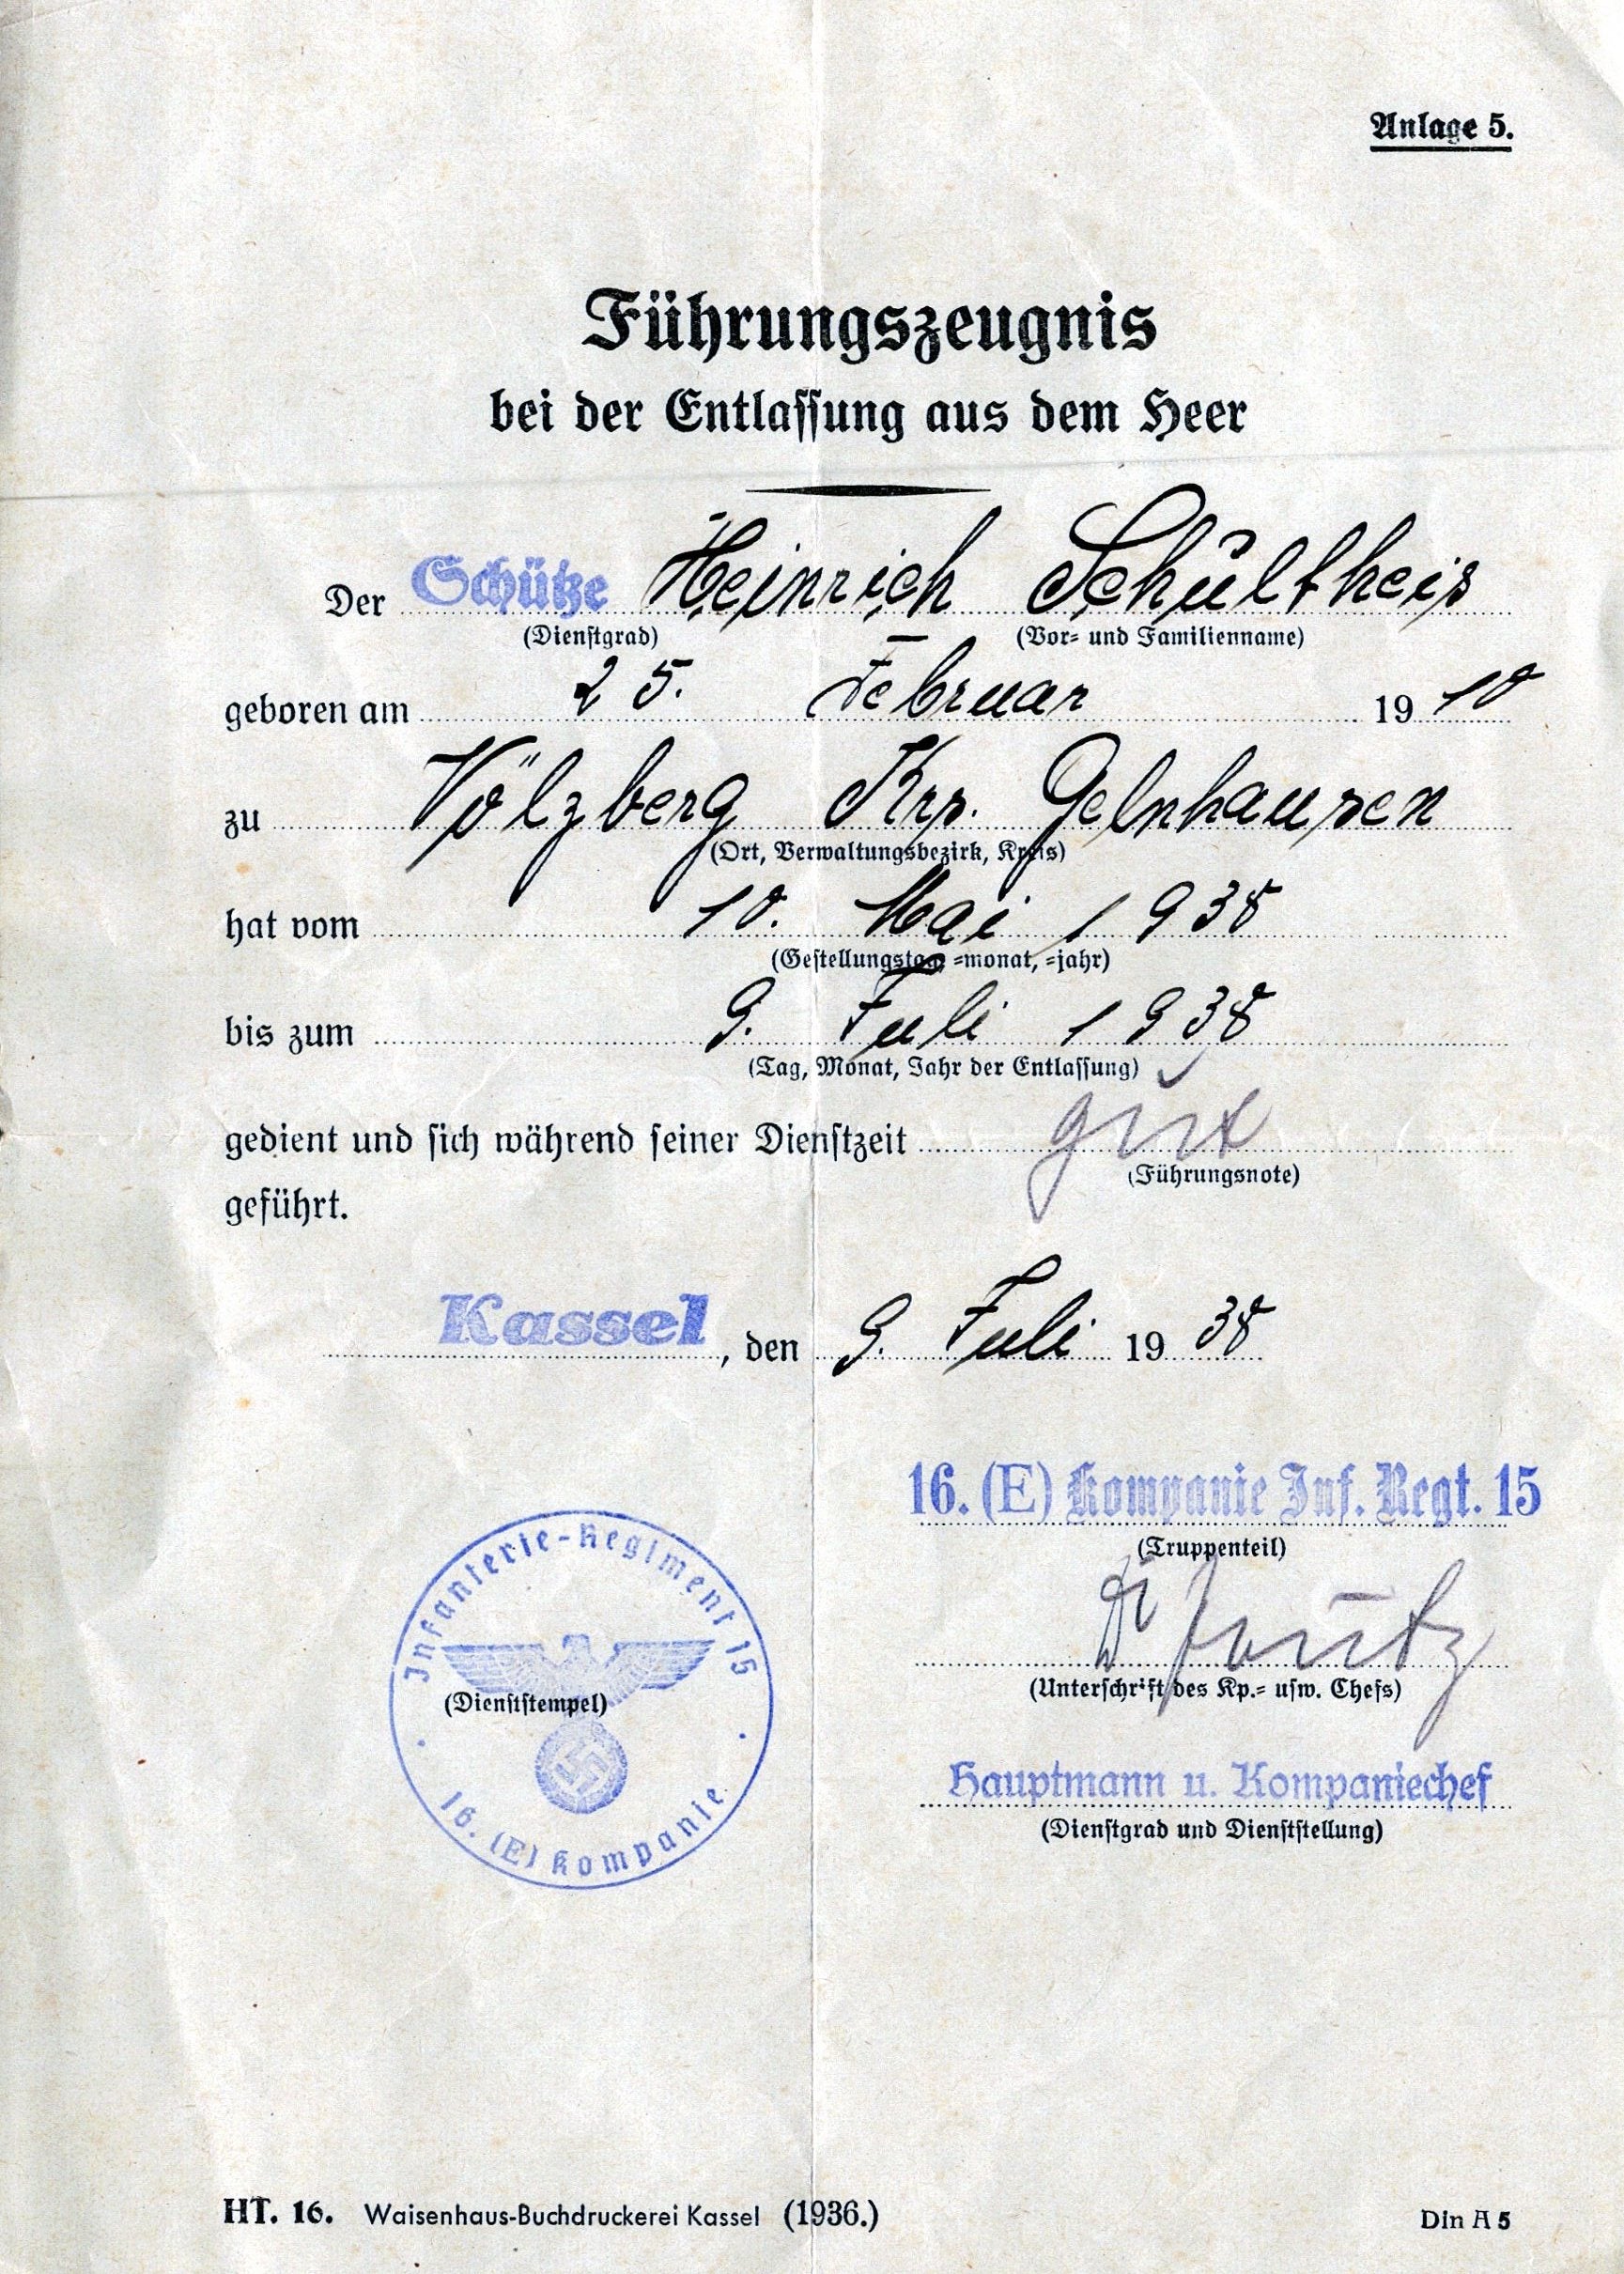 Anlage 5.
Führungszeugnis
bei der Entlassung aus dem Heer
Der Schütze Heinrich Schultheis
(Dienstgrad) (Vor- und Familienname)
geboren am 25. Februar 1910
zu Völzberg Krs. Gelnhausen
(Ort, Verwaltungsbezirk, Kreis)
hat vom 10. Mai 1938
(Gestellungstag, -monat, -jahr)
bis zum 9. Juli 1938
(Tag, Monat, Jahr der Entlassung)
gedient und sich während seiner Dienstzeit gut
(Führungsnote)
geführt.
Kassel, den 9. Juli 1938
16. (E) Kompanie Inf. Regt. 15
(Truppenteil)
Infanterie-Regiment 15
(Dienststempel)
16. (E) Kompanie
(Unterschrift des Kp.- usw. Chefs)
Hauptmann u. Kompaniechef
(Dienstgrad und Dienststellung)
HT. 16. Waisenhaus-Buchdruckerei Kassel (1936.) Din A 5